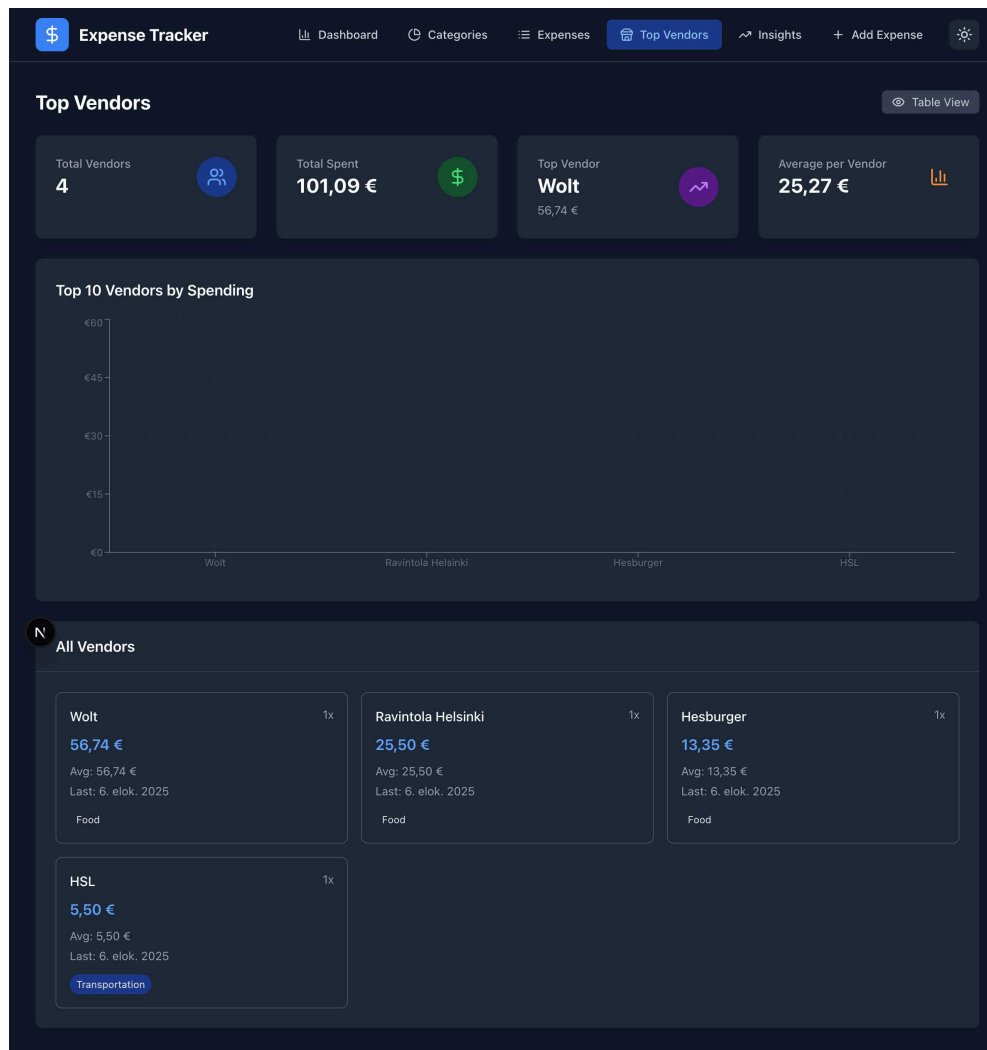 Expense Tracker
Dashboard
Categories
Expenses
Top Vendors
Insights
Add Expense
Top Vendors
Table View
Total Vendors
4
Total Spent
101,09 €
Top Vendor
Wolt
56,74 €
Average per Vendor
25,27 €
Top 10 Vendors by Spending
€60
€45
€30
€15
€0
Wolt
Ravintola Helsinki
Hesburger
HSL
N
All Vendors
Wolt
1x
56,74 €
Avg: 56,74 €
Last: 6. elok. 2025
Food
Ravintola Helsinki
1x
25,50 €
Avg: 25,50 €
Last: 6. elok. 2025
Food
Hesburger
1x
13,35 €
Avg: 13,35 €
Last: 6. elok. 2025
Food
HSL
1x
5,50 €
Avg: 5,50 €
Last: 6. elok. 2025
Transportation